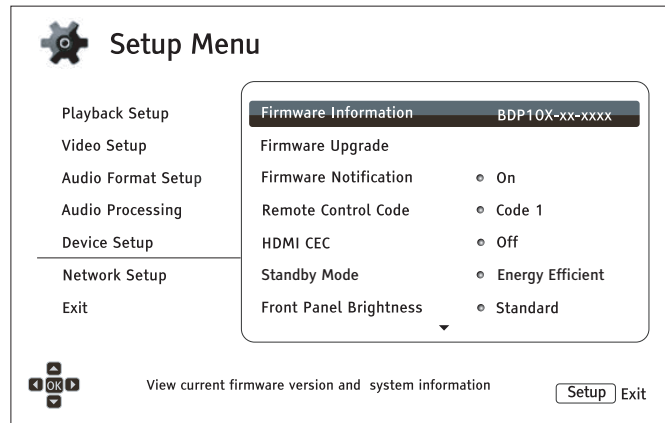 Setup Menu
Playback Setup
Video Setup
Audio Format Setup
Audio Processing
Device Setup
Network Setup
Exit
Firmware Information BDP10X-xx-xxxx
Firmware Upgrade
Firmware Notification On
Remote Control Code Code 1
HDMI CEC Off
Standby Mode Energy Efficient
Front Panel Brightness Standard
OK
View current firmware version and system information
Setup Exit